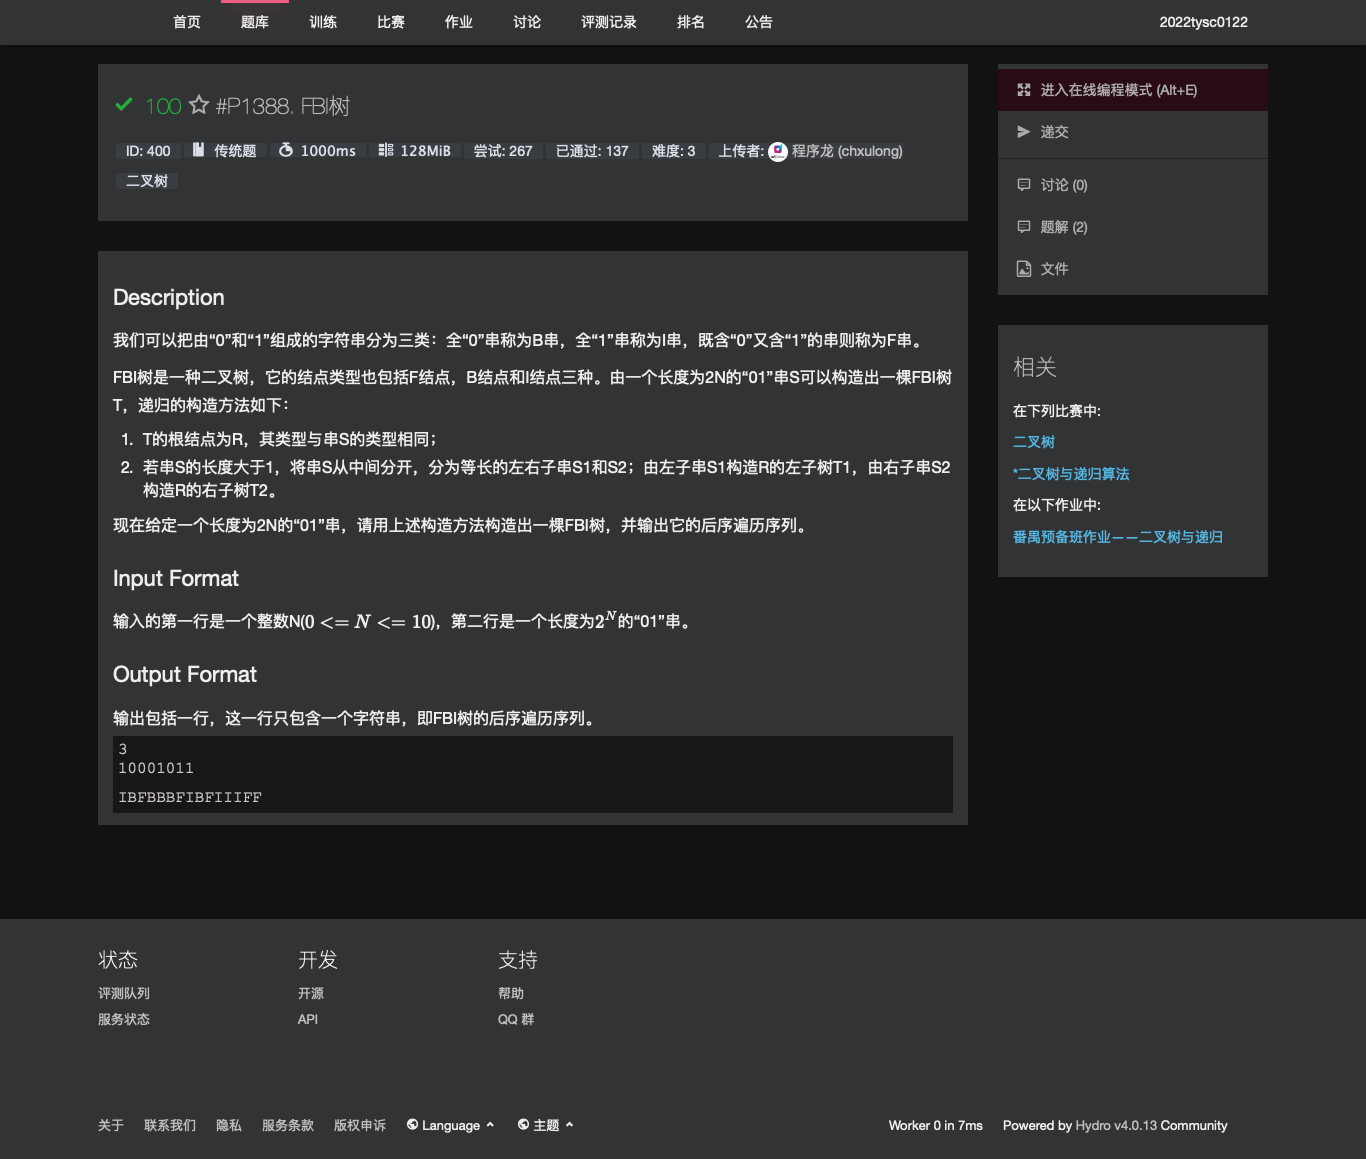 首页 题库 训练 比赛 作业 讨论 评测记录 排名 公告 2022tysc0122
100 #P1388. FBI树
ID: 400 传统题 1000ms 128MiB 尝试: 267 已通过: 137 难度: 3 上传者: 程序龙 (chxulong)
二叉树
Description
我们可以把由“0”和“1”组成的字符串分为三类：全“0”串称为B串，全“1”串称为I串，既含“0”又含“1”的串则称为F串。
FBI树是一种二叉树，它的结点类型也包括F结点，B结点和I结点三种。由一个长度为2N的“01”串S可以构造出一棵FBI树
T，递归的构造方法如下：
1. T的根结点为R，其类型与串S的类型相同；
2. 若串S的长度大于1，将串S从中间分开，分为等长的左右子串S1和S2；由左子串S1构造R的左子树T1，由右子串S2
构造R的右子树T2。
现在给定一个长度为2N的“01”串，请用上述构造方法构造出一棵FBI树，并输出它的后序遍历序列。
Input Format
输入的第一行是一个整数N(0 <= N <= 10)，第二行是一个长度为2^N的“01”串。
Output Format
输出包括一行，这一行只包含一个字符串，即FBI树的后序遍历序列。
3
10001011
IBFBBBFIBFIIIFF
进入在线编程模式 (Alt+E)
递交
讨论 (0)
题解 (2)
文件
相关
在下列比赛中:
二叉树
*二叉树与递归算法
在以下作业中:
番禺预备班作业——二叉树与递归
状态
评测队列
服务状态
开发
开源
API
支持
帮助
QQ 群
关于 联系我们 隐私 服务条款 版权申诉 Language 主题 Worker 0 in 7ms Powered by Hydro v4.0.13 Community